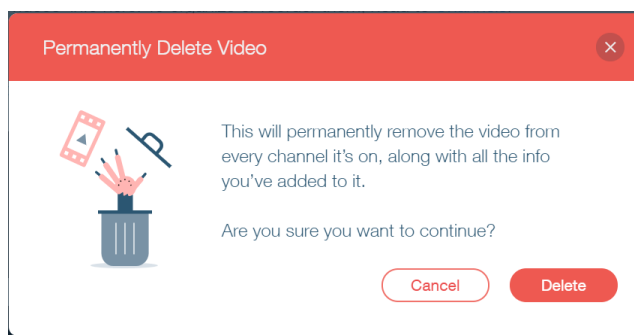 Permanently Delete Video
This will permanently remove the video from
every channel it's on, along with all the info
you've added to it.
Are you sure you want to continue?
Cancel
Delete